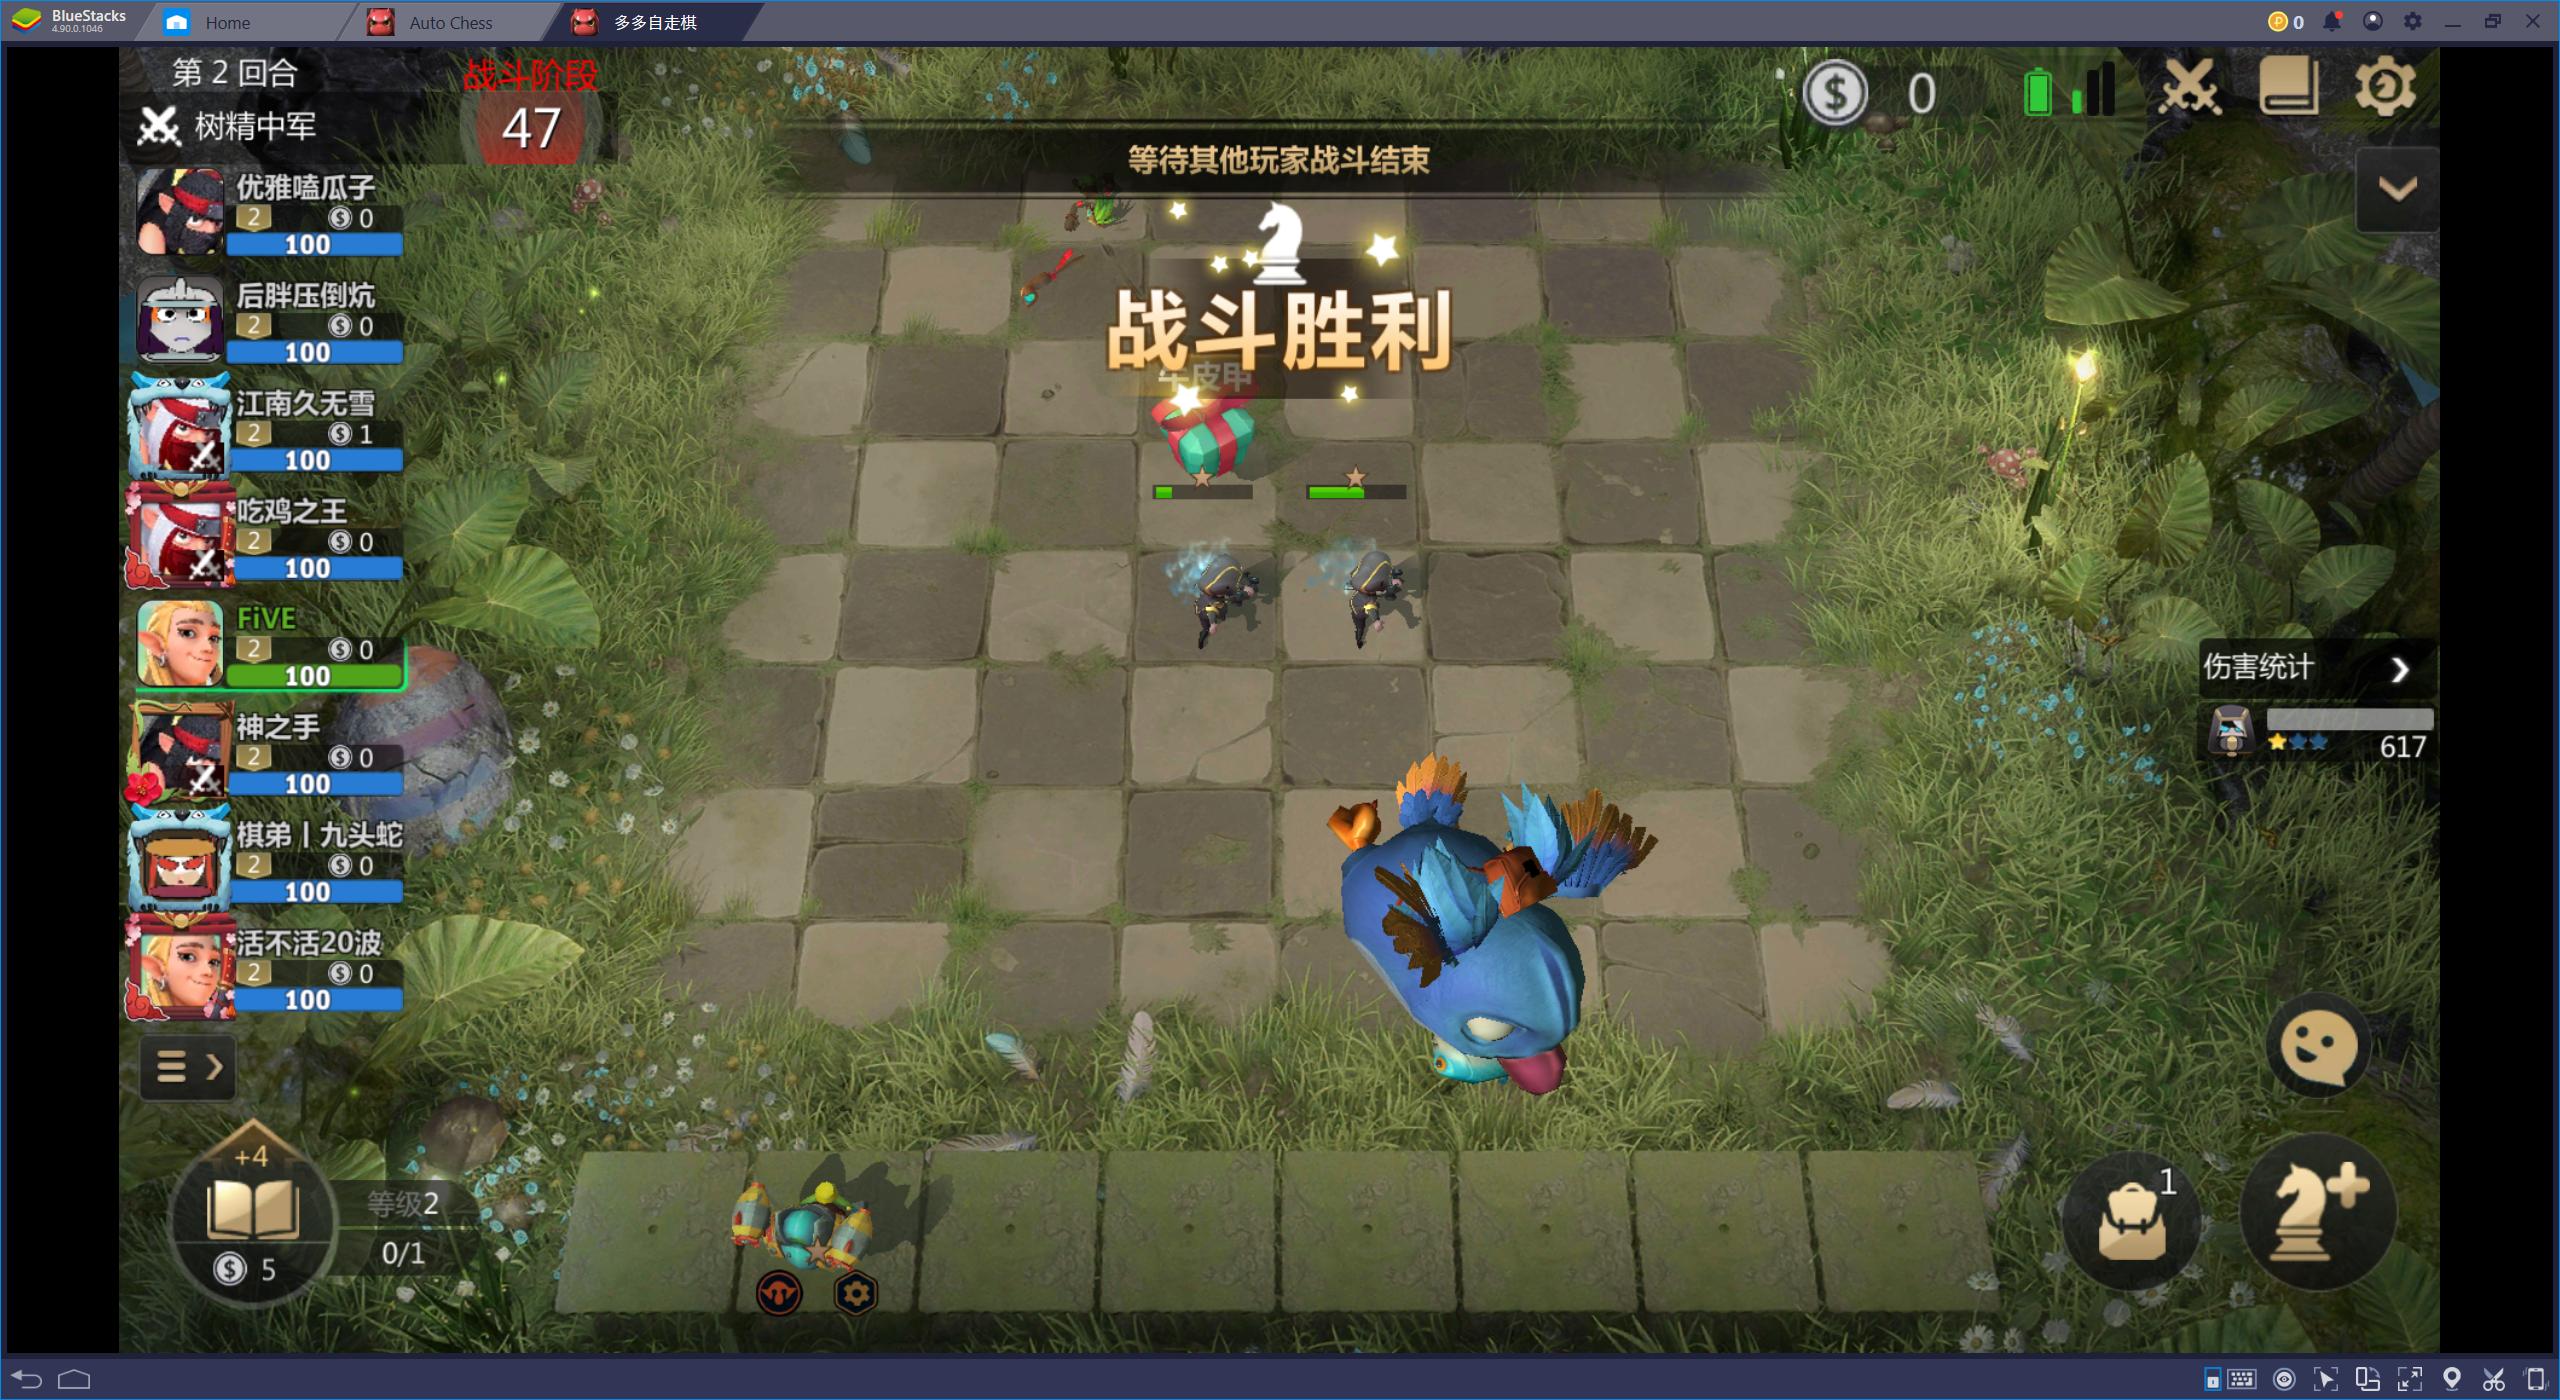 BlueStacks
4.90.0.1046
Home
Auto Chess
多多自走棋
0
第2回合
战斗阶段
树精中军
47
0
等待其他玩家战斗结束
战斗胜利
牛皮甲
优雅嗑瓜子
2
0
100
后胖压倒炕
2
0
100
江南久无雪
2
1
100
吃鸡之王
2
0
100
FiVE
2
0
100
神之手
2
0
100
棋弟丨九头蛇
2
0
100
活不活20波
2
0
100
伤害统计
617
+4
5
等级2
0/1
1